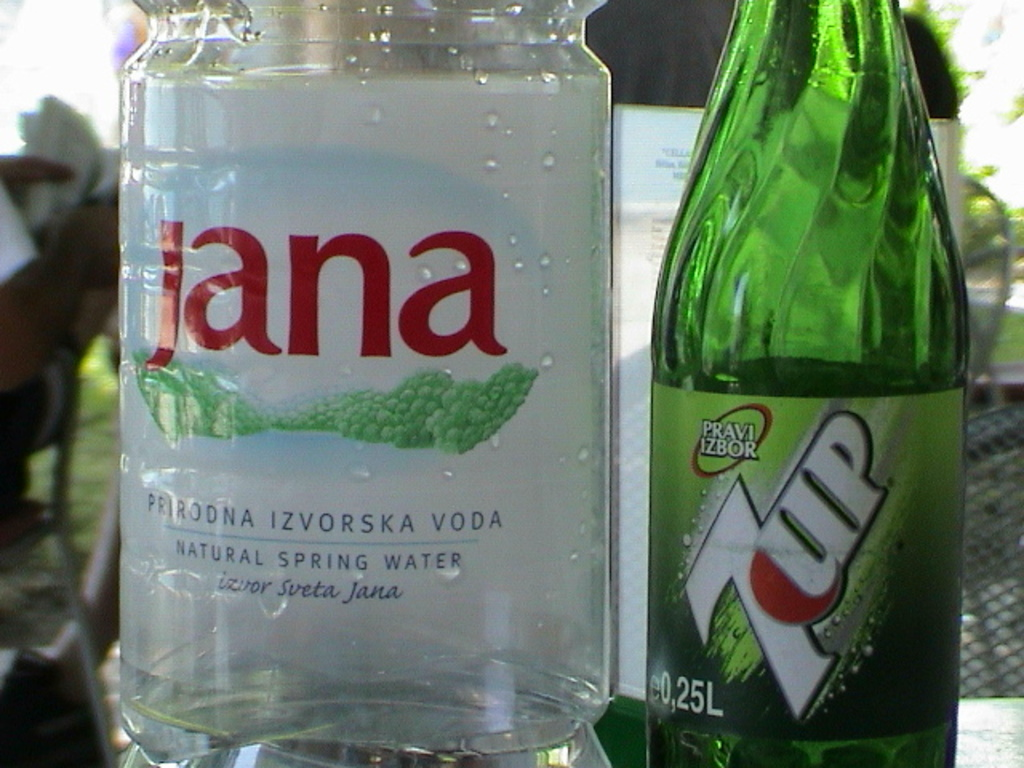 Jana
PRIRODNA IZVORSKA VODA
NATURAL SPRING WATER
izvor Sveta Jana
PRAVI
IZBOR
7UP
e0,25L